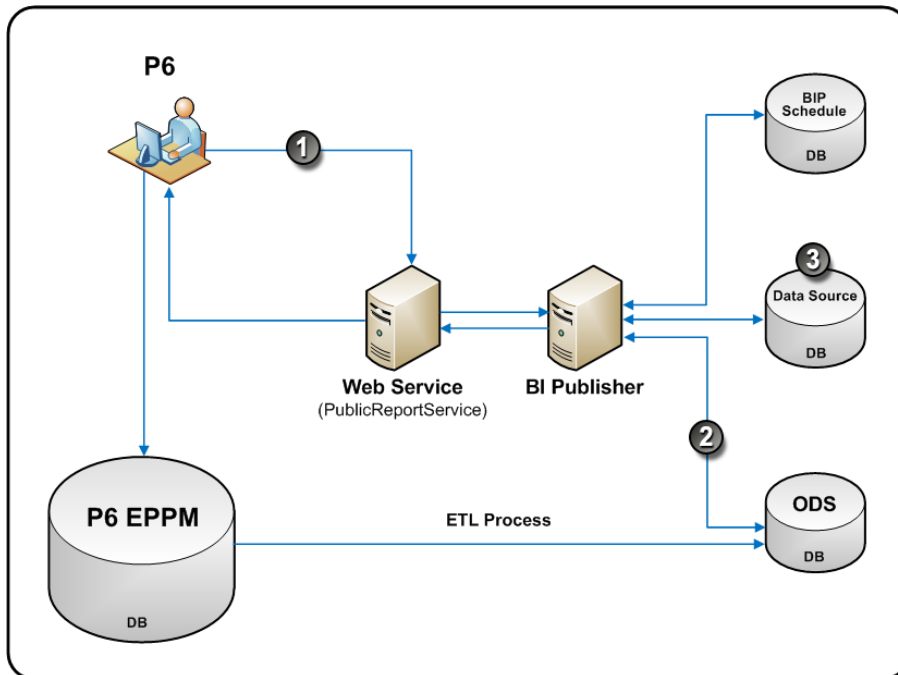 P6
1
BIP
Schedule
DB
3
Data Source
DB
Web Service
(PublicReportService)
BI Publisher
2
P6 EPPM
DB
ETL Process
ODS
DB